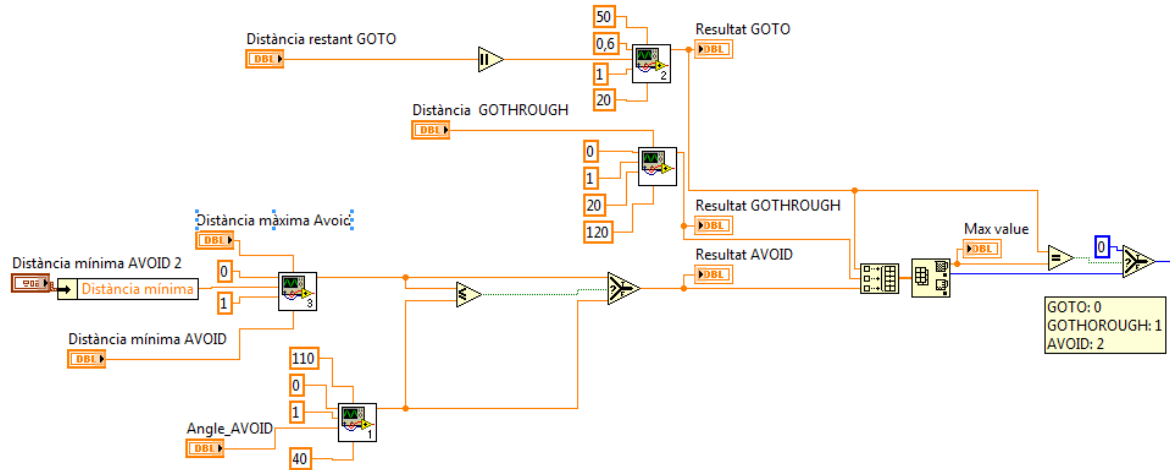 50
Resultat GOTO
Distància restant GOTO
DBL
0,6
DBL
2
1
20
Distància GOTHROUGH
DBL
0
1
20
120
Resultat GOTHROUGH
DBL
Distància màxima Avoid
DBL
Resultat AVOID
DBL
Max value
DBL
0
Distància mínima AVOID 2
Distància mínima
0
1
3
GOTO: 0
GOTHOROUGH: 1
AVOID: 2
Distància mínima AVOID
DBL
110
0
1
1
Angle_AVOID
DBL
40